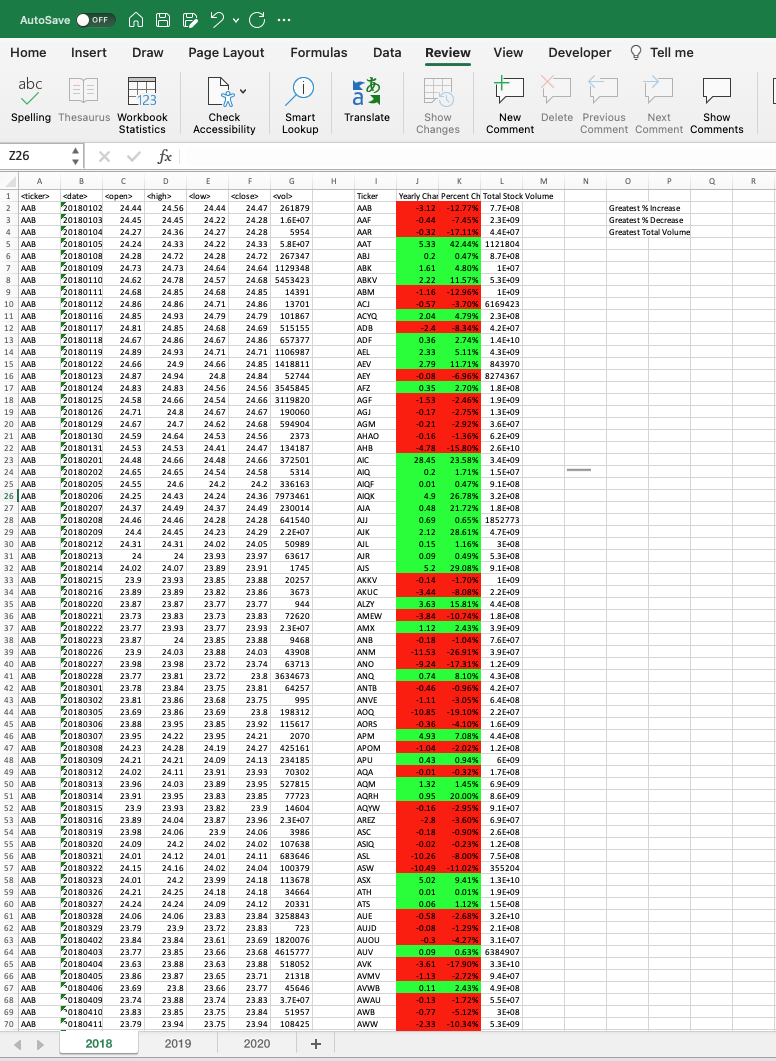 AutoSave OFF
Home Insert Draw Page Layout Formulas Data Review View Developer Tell me
abc
Spelling Thesaurus Workbook Statistics Check Accessibility Smart Lookup Translate Show Changes New Comment Delete Previous Comment Next Comment Show Comments
Z26 fx
A B C D E F G H I J K L M N O P Q R
1 <ticker> <date> <open> <high> <low> <close> <vol> Ticker Yearly Char Percent Ch Total Stock Volume
2 AAB 20180102 24.44 24.56 24.44 24.47 261879 AAB -3.12 -12.77% 7.7E+08 Greatest % Increase
3 AAB 20180103 24.45 24.45 24.22 24.28 1.6E+07 AAF -0.44 -7.45% 2.3E+09 Greatest % Decrease
4 AAB 20180104 24.27 24.36 24.27 24.28 5954 AAR -0.32 -17.11% 2.4E+07 Greatest Total Volume
5 AAB 20180105 24.24 24.33 24.22 24.33 5.8E+07 AAT 5.33 42.44% 1121804
6 AAB 20180108 24.28 24.72 24.28 24.72 267347 ABJ 0.2 0.47% 8.7E+08
7 AAB 20180109 24.73 24.73 24.64 24.64 1129348 ABK 1.61 4.80% 1E+07
8 AAB 20180110 24.62 24.78 24.57 24.68 5453423 ABKV 2.22 11.57% 5.3E+09
9 AAB 20180111 24.68 24.85 24.68 24.85 14391 ABM -1.16 -12.96% 1E+09
10 AAB 20180112 24.86 24.86 24.71 24.86 13701 ACJ -0.57 -3.70% 6169423
11 AAB 20180116 24.85 24.93 24.79 24.79 101867 ACYQ 2.04 4.79% 2.3E+08
12 AAB 20180117 24.81 24.85 24.68 24.69 515155 ADB -2.4 -8.34% 4.2E+07
13 AAB 20180118 24.67 24.86 24.67 24.86 657377 ADF 0.36 2.74% 1.4E+10
14 AAB 20180119 24.89 24.93 24.71 24.71 1106987 AEL 2.33 5.11% 4.3E+09
15 AAB 20180122 24.66 24.9 24.66 24.85 1418811 AEV 2.79 11.71% 843970
16 AAB 20180123 24.87 24.94 24.8 24.84 52744 AEY -0.08 -6.96% 8274367
17 AAB 20180124 24.83 24.83 24.56 24.56 3545845 AFZ 0.35 2.70% 1.8E+08
18 AAB 20180125 24.58 24.66 24.54 24.66 3119820 AGF -1.53 -2.46% 1.9E+09
19 AAB 20180126 24.71 24.8 24.67 24.67 190060 AGJ -0.17 -2.75% 1.3E+09
20 AAB 20180129 24.67 24.7 24.62 24.68 594904 AGM -0.21 -2.92% 3.6E+07
21 AAB 20180130 24.59 24.64 24.53 24.56 2373 AHAO -0.16 -1.36% 6.2E+09
22 AAB 20180131 24.53 24.53 24.41 24.47 134187 AHB -4.78 -15.80% 2.6E+10
23 AAB 20180201 24.48 24.66 24.48 24.66 372501 AIC 28.45 23.58% 3.4E+09
24 AAB 20180202 24.65 24.65 24.54 24.58 5314 AIQ 0.2 1.71% 1.5E+07
25 AAB 20180205 24.55 24.6 24.2 24.2 336163 AIQF 0.01 0.47% 9.1E+08
26 AAB 20180206 24.25 24.43 24.24 24.36 7973461 AIQK 4.9 26.78% 3.2E+08
27 AAB 20180207 24.37 24.49 24.37 24.49 230014 AJA 0.48 21.72% 1.8E+08
28 AAB 20180208 24.46 24.46 24.28 24.28 641540 AJJ 0.69 0.65% 1852773
29 AAB 20180209 24.4 24.45 24.23 24.29 2.2E+07 AJK 2.12 28.61% 4.7E+09
30 AAB 20180212 24.31 24.31 24.02 24.05 50989 AJL 0.15 1.16% 3E+08
31 AAB 20180213 24 24 23.93 23.97 63617 AJR 0.09 0.49% 5.3E+08
32 AAB 20180214 24.02 24.07 23.89 23.91 1745 AJS 5.2 29.08% 9.1E+08
33 AAB 20180215 23.9 23.93 23.85 23.88 20257 AKKV -0.14 -1.70% 1E+09
34 AAB 20180216 23.89 23.89 23.82 23.86 3673 AKUC -3.44 -8.08% 2.2E+09
35 AAB 20180220 23.87 23.87 23.77 23.77 944 ALZY 3.63 15.81% 4.4E+08
36 AAB 20180221 23.73 23.83 23.73 23.83 72620 AMEW -3.84 -10.74% 1.8E+08
37 AAB 20180222 23.77 23.93 23.77 23.93 2.3E+07 AMX 1.12 2.43% 3.9E+09
38 AAB 20180223 23.87 24 23.85 23.88 9468 ANB -0.18 -1.04% 7.6E+07
39 AAB 20180226 23.9 24.03 23.88 24.03 43908 ANM -11.53 -26.91% 3.9E+07
40 AAB 20180227 23.98 23.98 23.72 23.74 63713 ANO -9.24 -17.31% 1.2E+09
41 AAB 20180228 23.77 23.81 23.72 23.8 3634673 ANQ 0.74 8.10% 4.3E+08
42 AAB 20180301 23.78 23.84 23.75 23.81 64257 ANTB -0.46 -0.96% 4.2E+07
43 AAB 20180302 23.81 23.86 23.68 23.75 995 ANVE -1.11 -3.05% 6.4E+08
44 AAB 20180305 23.69 23.86 23.69 23.8 198312 AOQ -10.85 -19.10% 2.2E+07
45 AAB 20180306 23.88 23.95 23.85 23.92 115617 AORS -0.36 -4.10% 1.6E+09
46 AAB 20180307 23.95 24.22 23.95 24.21 2070 APM 4.93 7.08% 4.4E+08
47 AAB 20180308 24.23 24.28 24.19 24.27 425161 APOM -1.04 -2.02% 1.2E+08
48 AAB 20180309 24.21 24.21 24.09 24.13 234185 APU 0.43 0.94% 6E+09
49 AAB 20180312 24.02 24.11 23.91 23.93 70302 AQA -0.01 -0.32% 1.7E+08
50 AAB 20180313 23.96 24.03 23.89 23.95 527815 AQM 1.32 1.45% 6.9E+09
51 AAB 20180314 23.91 23.95 23.83 23.85 77723 AQRH 0.95 20.00% 8.6E+09
52 AAB 20180315 23.9 23.93 23.82 23.9 14604 AQYW -0.16 -2.95% 9.1E+07
53 AAB 20180316 23.89 24.04 23.87 23.96 2.3E+07 AREZ -2.8 -3.60% 6.9E+07
54 AAB 20180319 23.98 24.06 23.9 24.06 3986 ASC -0.18 -0.90% 2.6E+08
55 AAB 20180320 24.09 24.2 24.02 24.02 107638 ASIQ -0.02 -0.23% 1.2E+08
56 AAB 20180321 24.01 24.12 24.01 24.11 683646 ASL -10.26 -8.00% 7.5E+08
57 AAB 20180322 24.15 24.16 24.02 24.04 100379 ASW -10.49 -11.02% 355204
58 AAB 20180323 24.01 24.2 23.99 24.18 113678 ASX 5.02 9.41% 1.3E+10
59 AAB 20180326 24.21 24.25 24.18 24.18 34664 ATH 0.01 0.01% 1.9E+09
60 AAB 20180327 24.24 24.24 24.09 24.12 20331 ATS 0.06 1.12% 1.5E+08
61 AAB 20180328 24.06 24.06 23.83 23.84 3258843 AUE -0.58 -2.68% 3.2E+10
62 AAB 20180329 23.79 23.9 23.72 23.83 723 AUJD -0.08 -1.29% 2.1E+08
63 AAB 20180402 23.84 23.84 23.61 23.69 1820076 AUOU -0.3 -4.27% 3.1E+07
64 AAB 20180403 23.77 23.85 23.66 23.68 4615777 AUV 0.09 0.63% 6384907
65 AAB 20180404 23.63 23.88 23.63 23.88 518052 AVK -3.61 -17.90% 3.3E+10
66 AAB 20180405 23.86 23.87 23.65 23.71 21318 AVMV -1.13 -2.72% 9.4E+07
67 AAB 20180406 23.69 23.8 23.66 23.77 45646 AVWB 0.11 2.43% 4.9E+08
68 AAB 20180409 23.74 23.88 23.74 23.83 3.7E+07 AWAU -0.13 -1.72% 5.5E+07
69 AAB 20180410 23.83 23.85 23.75 23.84 51957 AWB -0.77 -5.12% 3E+08
70 AAB 20180411 23.79 23.94 23.75 23.94 108425 AWW -2.33 -10.34% 5.3E+09
2018 2019 2020 +